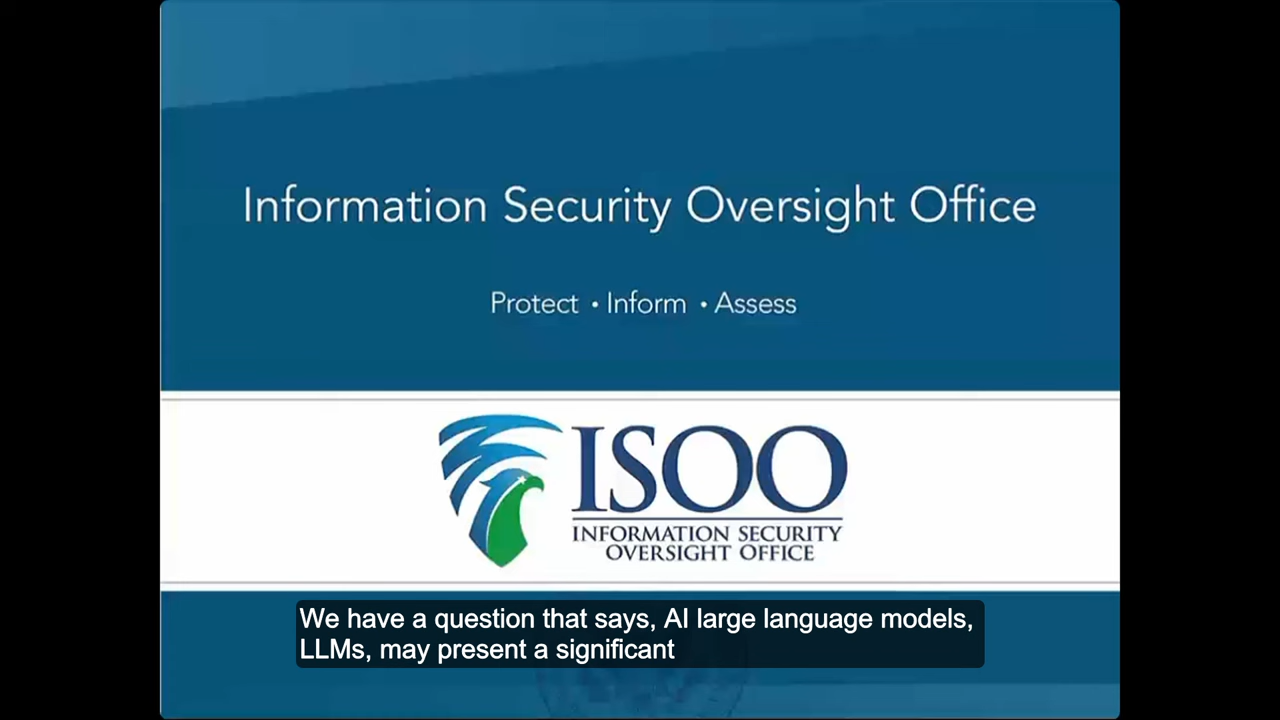 Information Security Oversight Office
Protect • Inform • Assess
ISOO
INFORMATION SECURITY
OVERSIGHT OFFICE
We have a question that says, AI large language models,
LLMs, may present a significant